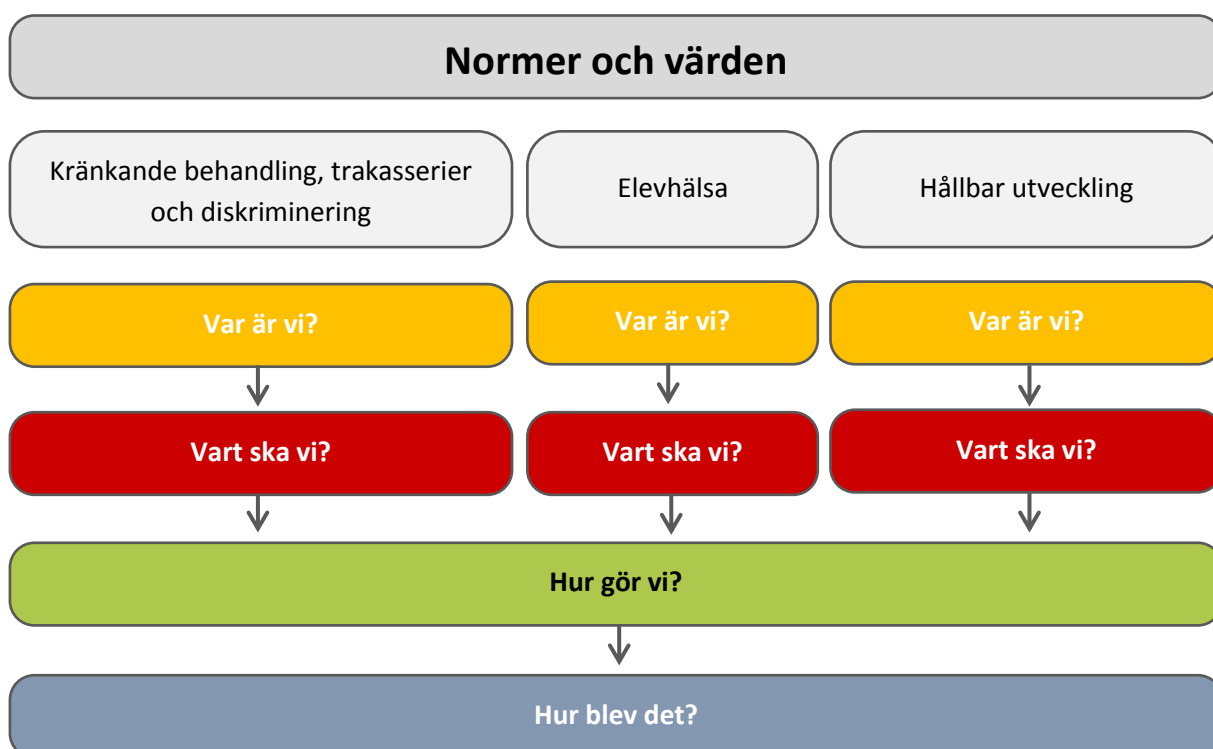 Normer och värden
Kränkande behandling, trakasserier
och diskriminering
Elevhälsa
Hållbar utveckling
Var är vi?
Var är vi?
Var är vi?
Vart ska vi?
Vart ska vi?
Vart ska vi?
Hur gör vi?
Hur blev det?